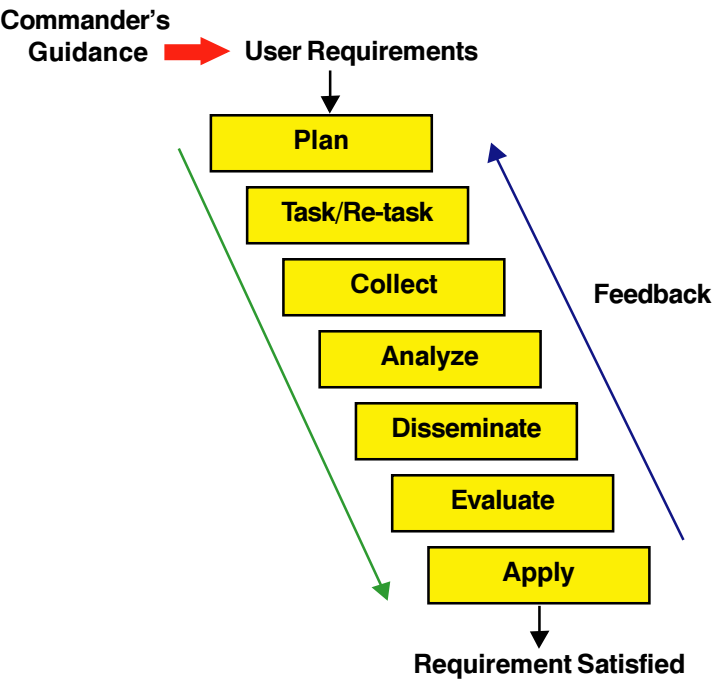 Commander's
Guidance
User Requirements
Plan
Task/Re-task
Collect
Feedback
Analyze
Disseminate
Evaluate
Apply
Requirement Satisfied